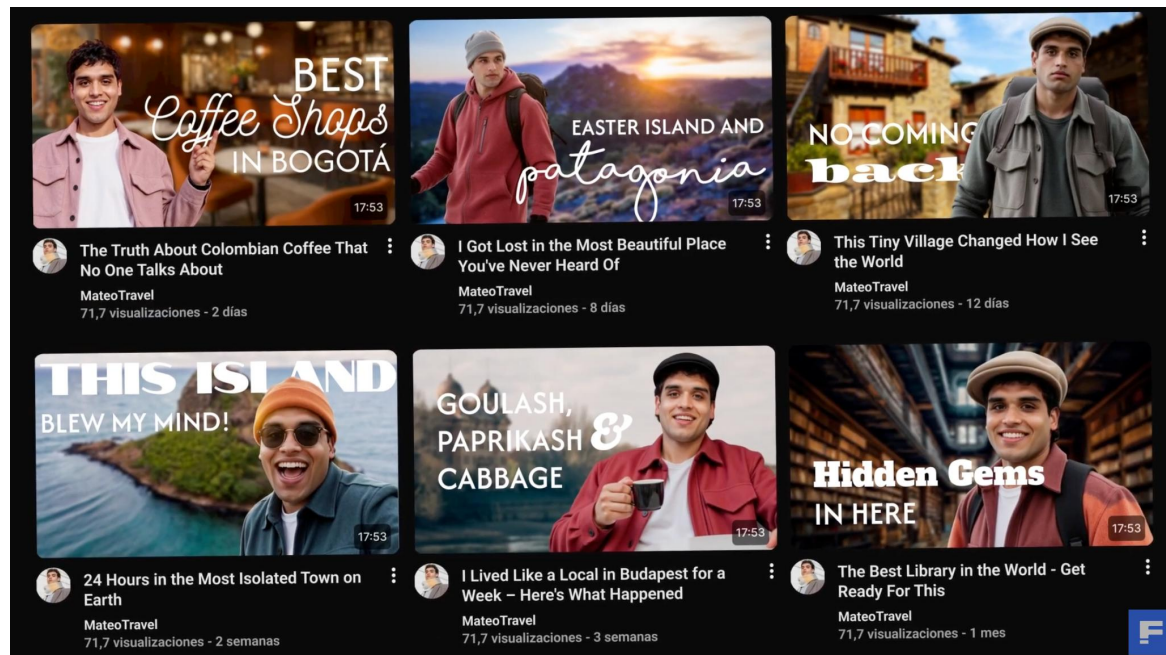 BEST
Coffee Shops
IN BOGOTÁ
17:53
The Truth About Colombian Coffee That
No One Talks About
MateoTravel
71,7 visualizaciones - 2 días
EASTER ISLAND AND
patagonia
17:53
I Got Lost in the Most Beautiful Place
You've Never Heard Of
MateoTravel
71,7 visualizaciones - 8 días
NO COMING
back
17:53
This Tiny Village Changed How I See
the World
MateoTravel
71,7 visualizaciones - 12 días
THIS ISLAND
BLEW MY MIND!
17:53
24 Hours in the Most Isolated Town on
Earth
MateoTravel
71,7 visualizaciones - 2 semanas
GOULASH,
PAPRIKASH &
CABBAGE
17:53
I Lived Like a Local in Budapest for a
Week – Here's What Happened
MateoTravel
71,7 visualizaciones - 3 semanas
Hidden Gems
IN HERE
17:53
The Best Library in the World - Get
Ready For This
MateoTravel
71,7 visualizaciones - 1 mes
F